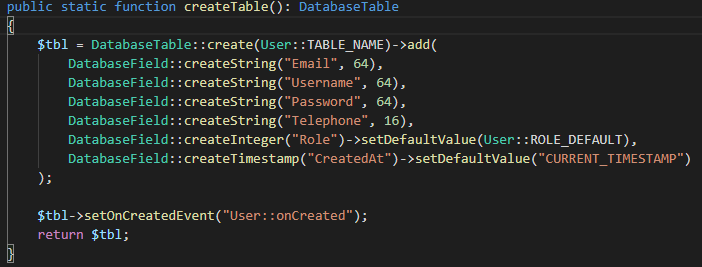 public static function createTable(): DatabaseTable
{
    $tbl = DatabaseTable::create(User::TABLE_NAME)->add(
        DatabaseField::createString("Email", 64),
        DatabaseField::createString("Username", 64),
        DatabaseField::createString("Password", 64),
        DatabaseField::createString("Telephone", 16),
        DatabaseField::createInteger("Role")->setDefaultValue(User::ROLE_DEFAULT),
        DatabaseField::createTimestamp("CreatedAt")->setDefaultValue("CURRENT_TIMESTAMP")
    );

    $tbl->setOnCreatedEvent("User::onCreated");
    return $tbl;
}